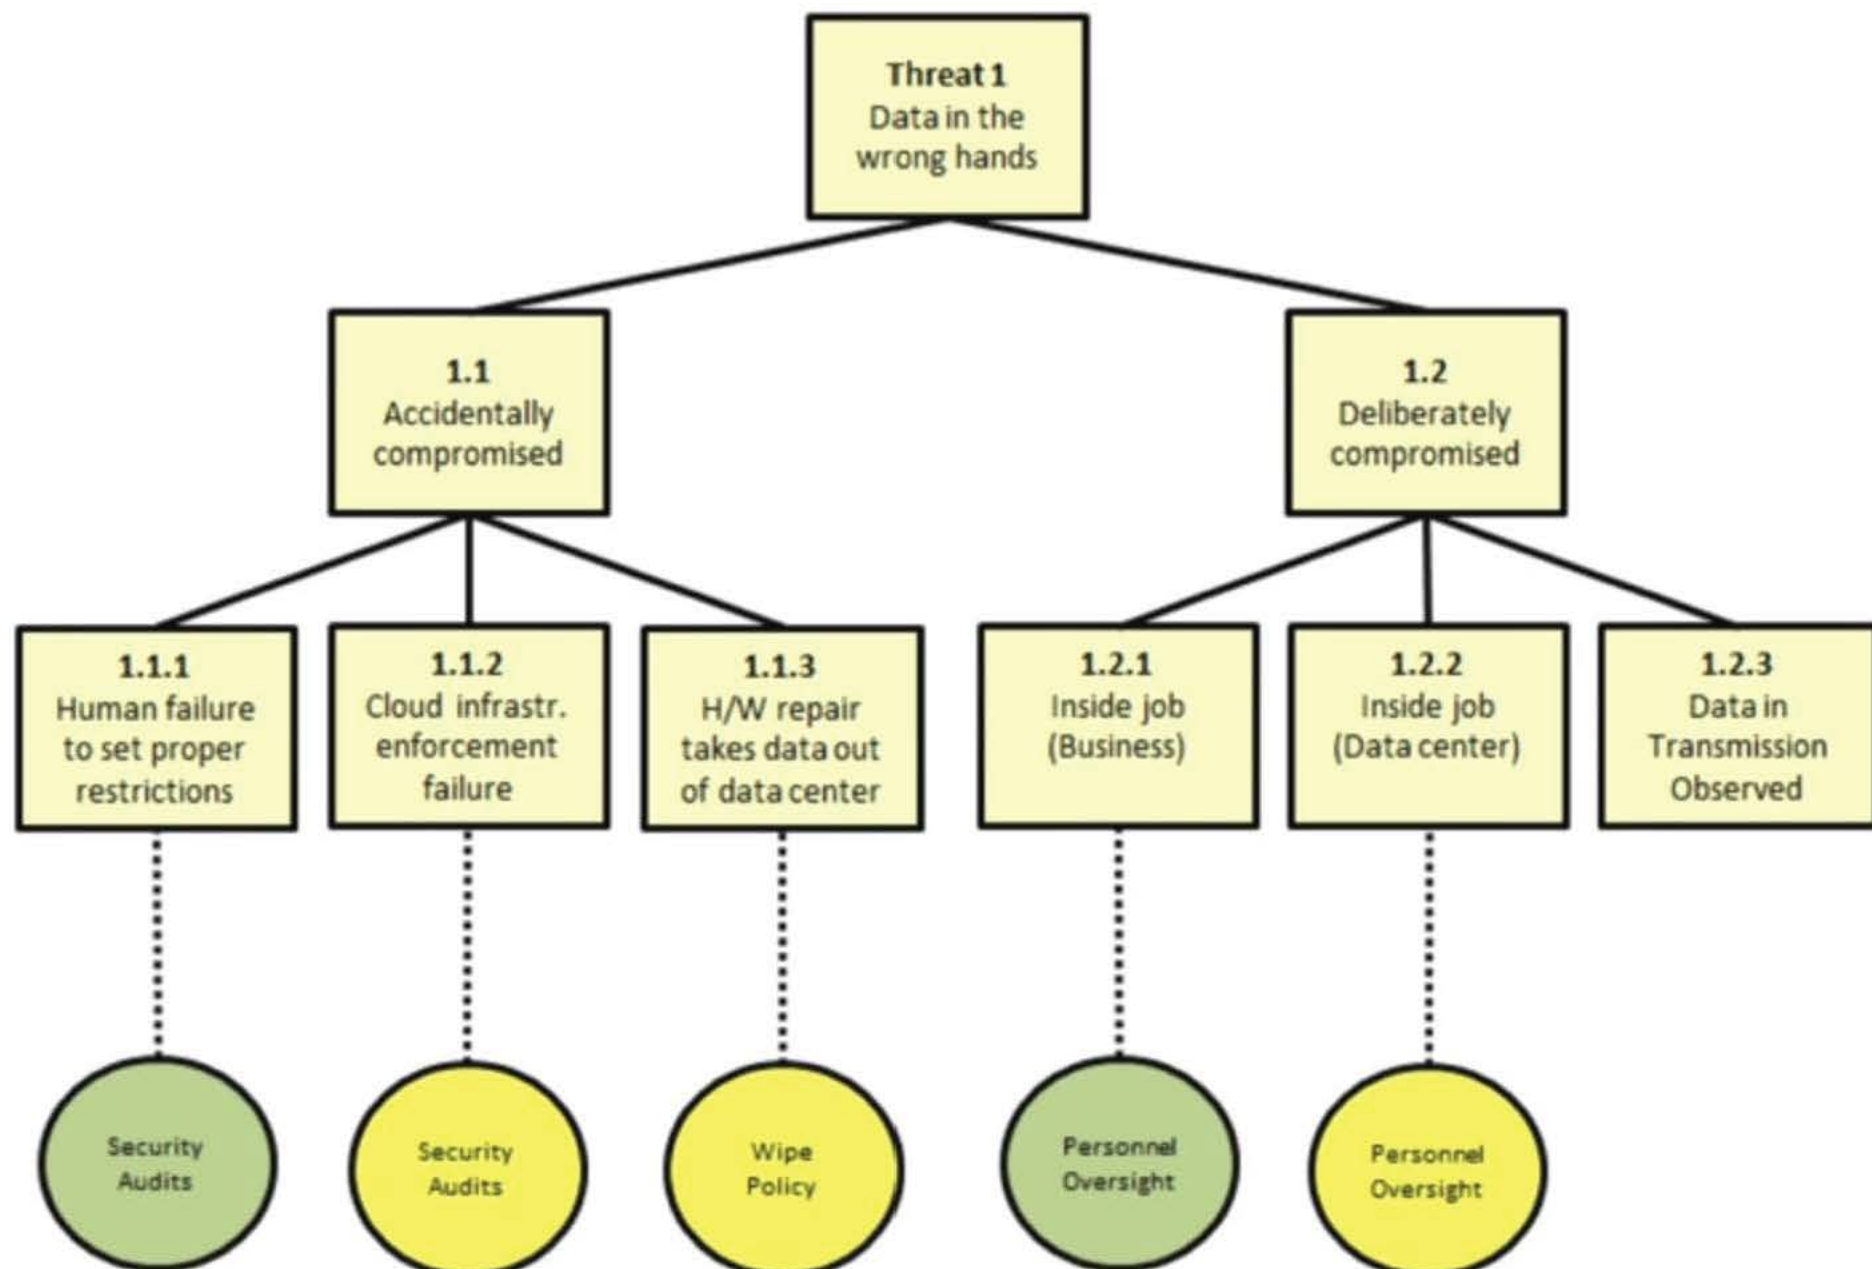 Threat 1
Data in the
wrong hands
1.1
Accidentally
compromised
1.2
Deliberately
compromised
1.1.1
Human failure
to set proper
restrictions
1.1.2
Cloud infrastr.
enforcement
failure
1.1.3
H/W repair
takes data out
of data center
1.2.1
Inside job
(Business)
1.2.2
Inside job
(Data center)
1.2.3
Data in
Transmission
Observed
Security
Audits
Security
Audits
Wipe
Policy
Personnel
Oversight
Personnel
Oversight